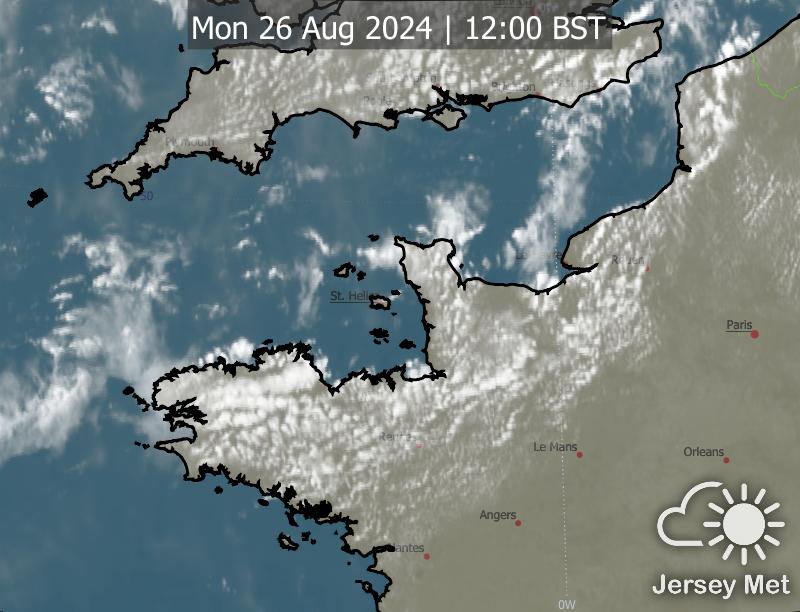 Mon 26 Aug 2024 | 12:00 BST
Plymouth
50
St. Helier
Rouen
Paris
Rennes
Le Mans
Orleans
Angers
Nantes
0W
Jersey Met